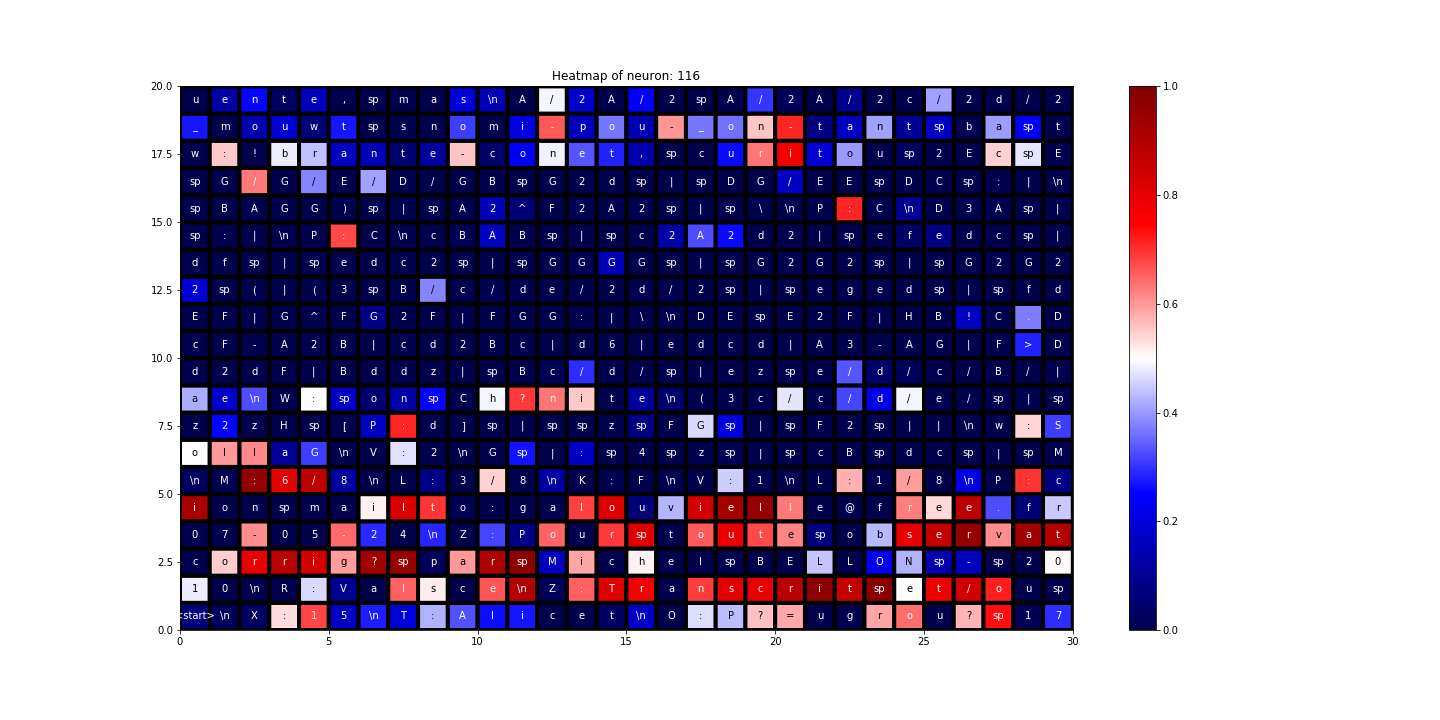 Heatmap of neuron: 116
20.0 u e n t e , sp m a s \n A / 2 A / 2 sp A / 2 A / 2 c / 2 d / 2 1.0
_ m o u w t sp s n o m i - p o u - _ o n - t a n t sp b a sp t
17.5 w : ! b r a n t e - c o n e t , sp c u r i t o u sp 2 E c sp E
sp G / G / E / D / G B sp G 2 d sp | sp D G / E E sp D C sp : | \n 0.8
15.0 sp B A G G ) sp | sp A 2 ^ F 2 A 2 sp | sp \ \n P : C \n D 3 A sp |
sp : | \n P : C \n c B A B sp | sp c 2 A 2 d 2 | sp e f e d c sp |
d f sp | sp e d c 2 sp | sp G G G G sp | sp G 2 G 2 sp | sp G 2 G 2
12.5 2 sp ( | ( 3 sp B / c / d e / 2 d / 2 sp | sp e g e d sp | sp f d 0.6
E F | G ^ F G 2 F | F G G : | \ \n D E sp E 2 F | H B ! C . D
10.0 c F - A 2 B | c d 2 B c | d 6 | e d c d | A 3 - A G | F > D
d 2 d F | B d d z | sp B c / d / sp | e z sp e / d / c / B / |
a e \n W : sp o n sp C h ? n i t e \n ( 3 c / c / d / e / sp | sp 0.4
7.5 z 2 z H sp [ P : d ] sp | sp sp z sp F G sp | sp F 2 sp | | \n w : S
o l l a G \n V : 2 \n G sp | : sp 4 sp z sp | sp c B sp d c sp | sp M
5.0 \n M : 6 / 8 \n L : 3 / 8 \n K : F \n V : 1 \n L : 1 / 8 \n P : c
i o n sp m a i l t o : g a l o u v i e l l e @ f r e e . f r 0.2
0 7 - 0 5 - 2 4 \n Z : P o u r sp t o u t e sp o b s e r v a t
2.5 c o r r i g ? sp p a r sp M i c h e l sp B E L L O N sp - sp 2 0
1 0 \n R : V a l s c e \n Z : T r a n s c r i t sp e t / o u sp
0.0 <start> \n X : 1 5 \n T : A l i c e t \n O : P ? = u g r o u ? sp 1 7 0.0
0 5 10 15 20 25 30